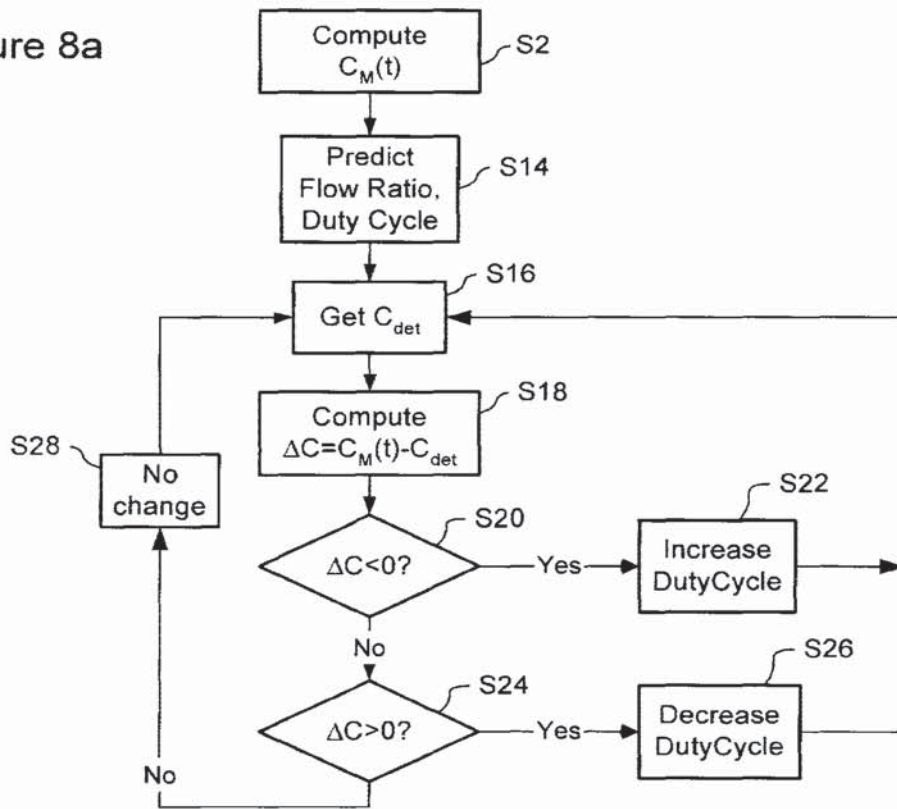 ure 8a
Compute
C_M(t)
S2
Predict
Flow Ratio,
Duty Cycle
S14
S16
Get C_det
S18
Compute
ΔC=C_M(t)-C_det
S28
No
change
S20
ΔC<0?
Yes
S22
Increase
DutyCycle
No
S24
ΔC>0?
Yes
S26
Decrease
DutyCycle
No